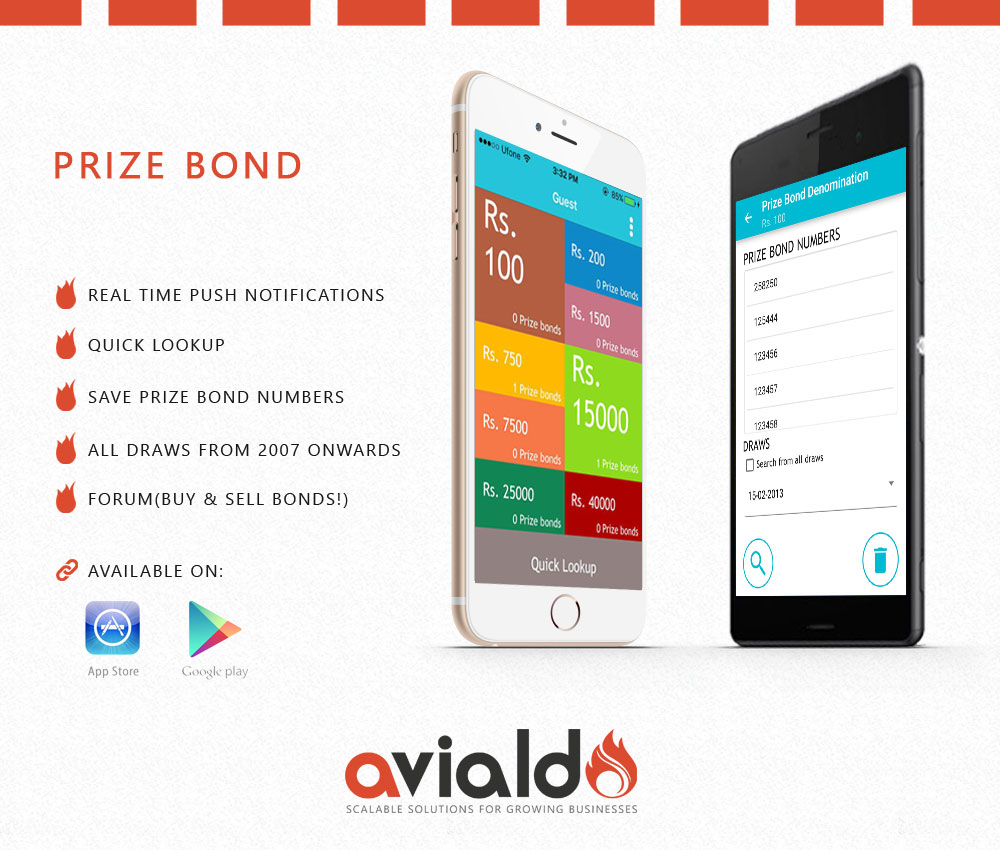 PRIZE BOND
REAL TIME PUSH NOTIFICATIONS
QUICK LOOKUP
SAVE PRIZE BOND NUMBERS
ALL DRAWS FROM 2007 ONWARDS
FORUM(BUY & SELL BONDS!)
AVAILABLE ON:
App Store
Google play
Ufone
3:32 PM
85%
Guest
Rs.
100
0 Prize bonds
Rs. 200
0 Prize bonds
Rs. 1500
0 Prize bonds
Rs. 750
1 Prize bonds
Rs.
15000
1 Prize bonds
Rs. 7500
0 Prize bonds
Rs. 25000
0 Prize bonds
Rs. 40000
0 Prize bonds
Quick Lookup
Prize Bond Denomination
Rs. 100
PRIZE BOND NUMBERS
258250
125444
123456
123457
123458
DRAWS
Search from all draws
15-02-2013
avialdo
SCALABLE SOLUTIONS FOR GROWING BUSINESSES